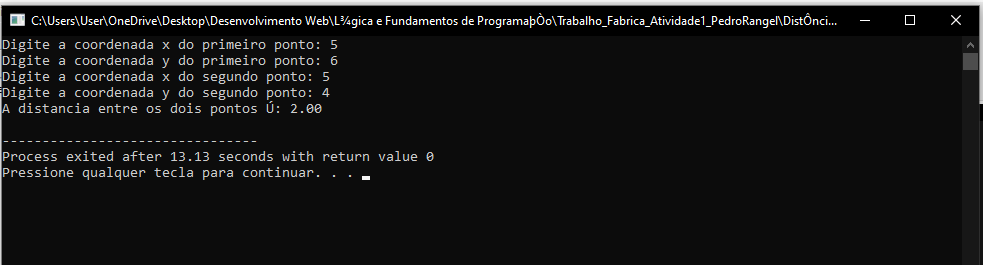 C:\Users\User\OneDrive\Desktop\Desenvolvimento Web\L¾gica e Fundamentos de ProgramaþÒo\Trabalho_Fabrica_Atividade1_PedroRangel\DistÔnci...
Digite a coordenada x do primeiro ponto: 5
Digite a coordenada y do primeiro ponto: 6
Digite a coordenada x do segundo ponto: 5
Digite a coordenada y do segundo ponto: 4
A distancia entre os dois pontos Ú: 2.00
--------------------------------
Process exited after 13.13 seconds with return value 0
Pressione qualquer tecla para continuar. . .